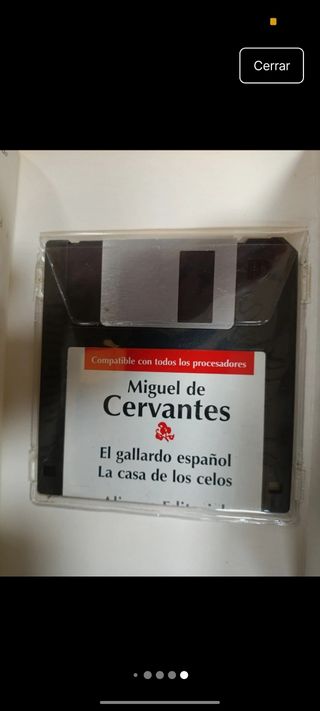 Cerrar
Compatible con todos los procesadores
Miguel de
Cervantes
El gallardo español
La casa de los celos